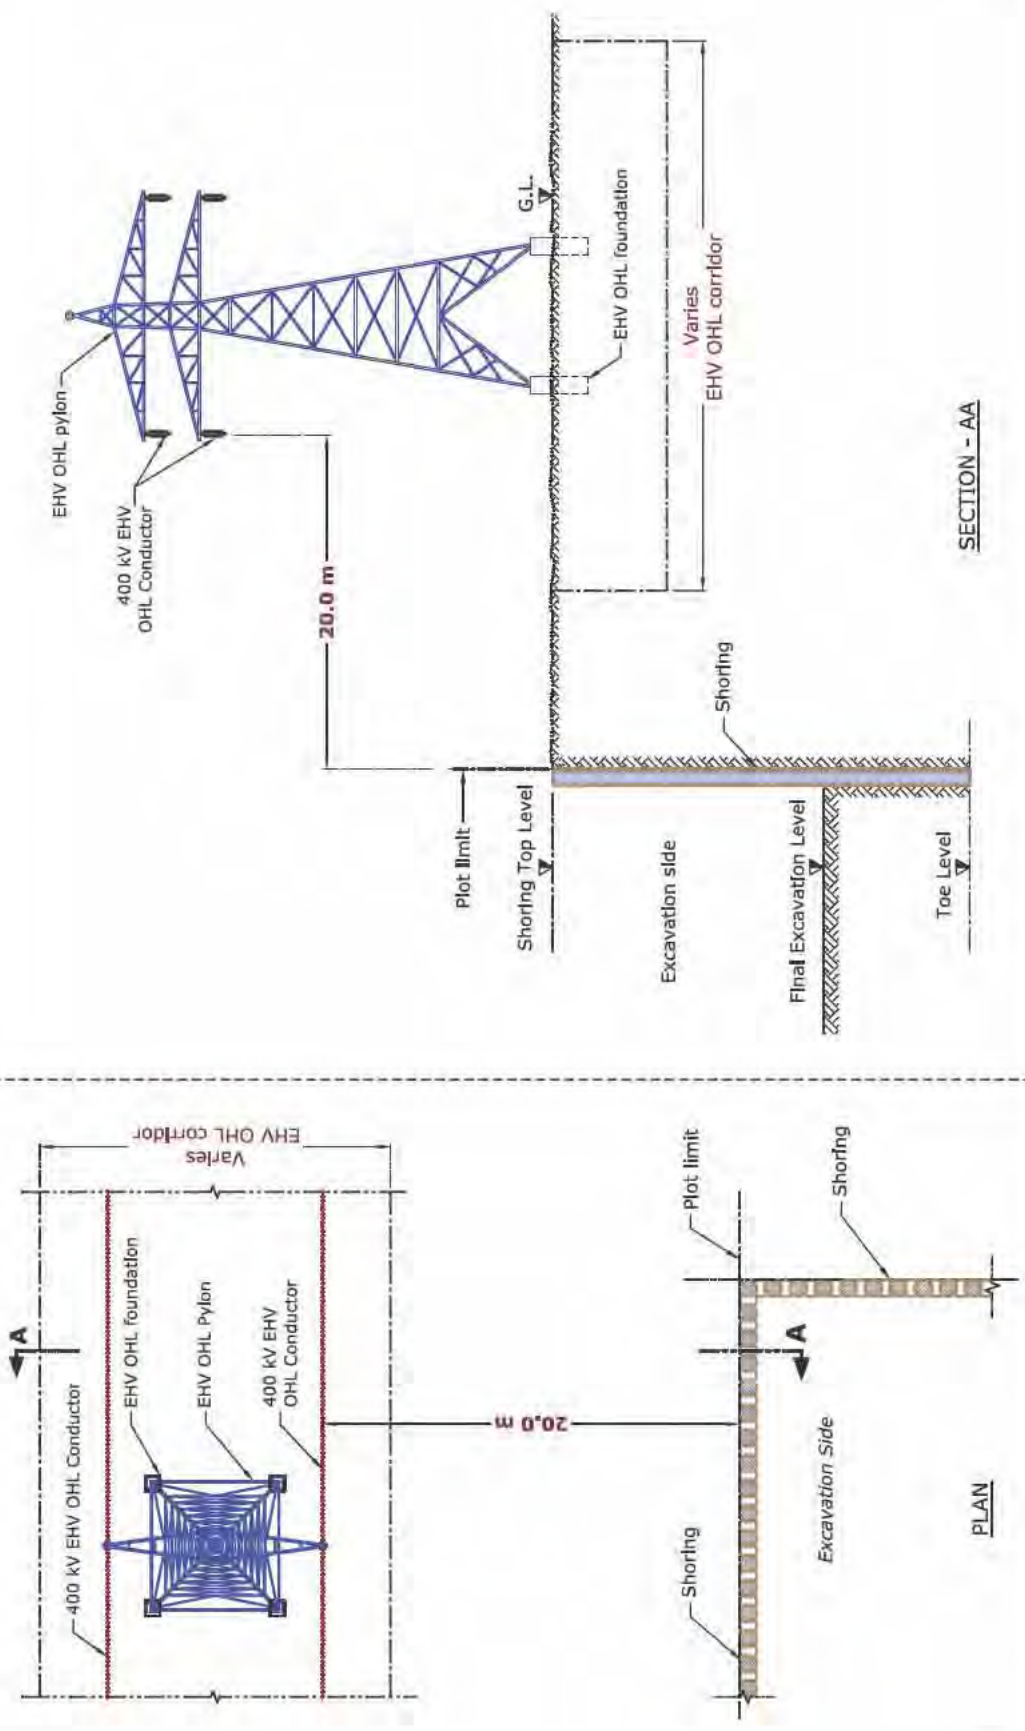 400 kV EHV OHL Conductor
EHV OHL foundation
EHV OHL Pylon
400 kV EHV
OHL Conductor
A
Varies
EHV OHL corridor
20.0 m
Plot limit
Shoring
A
Shoring
Excavation Side
PLAN
EHV OHL pylon
400 kV EHV
OHL Conductor
20.0 m
G.L.
EHV OHL foundation
Varies
EHV OHL corridor
Plot limit
Shoring Top Level
Excavation side
Shoring
Final Excavation Level
Toe Level
SECTION - AA